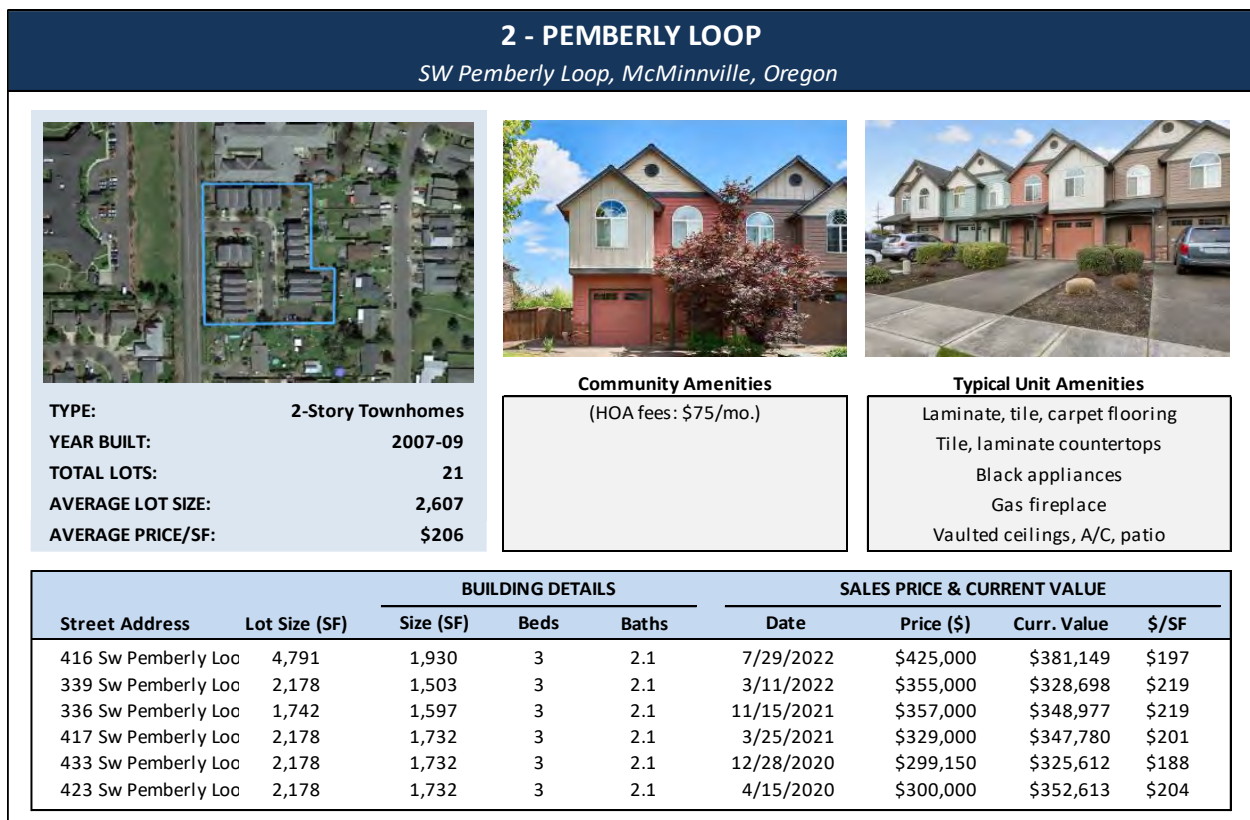 2 - PEMBERLY LOOP
SW Pemberly Loop, McMinnville, Oregon
TYPE: 2-Story Townhomes
YEAR BUILT: 2007-09
TOTAL LOTS: 21
AVERAGE LOT SIZE: 2,607
AVERAGE PRICE/SF: $206
Community Amenities
(HOA fees: $75/mo.)
Typical Unit Amenities
Laminate, tile, carpet flooring
Tile, laminate countertops
Black appliances
Gas fireplace
Vaulted ceilings, A/C, patio
BUILDING DETAILS SALES PRICE & CURRENT VALUE
Street Address Lot Size (SF) Size (SF) Beds Baths Date Price ($) Curr. Value $/SF
416 Sw Pemberly Loo 4,791 1,930 3 2.1 7/29/2022 $425,000 $381,149 $197
339 Sw Pemberly Loo 2,178 1,503 3 2.1 3/11/2022 $355,000 $328,698 $219
336 Sw Pemberly Loo 1,742 1,597 3 2.1 11/15/2021 $357,000 $348,977 $219
417 Sw Pemberly Loo 2,178 1,732 3 2.1 3/25/2021 $329,000 $347,780 $201
433 Sw Pemberly Loo 2,178 1,732 3 2.1 12/28/2020 $299,150 $325,612 $188
423 Sw Pemberly Loo 2,178 1,732 3 2.1 4/15/2020 $300,000 $352,613 $204